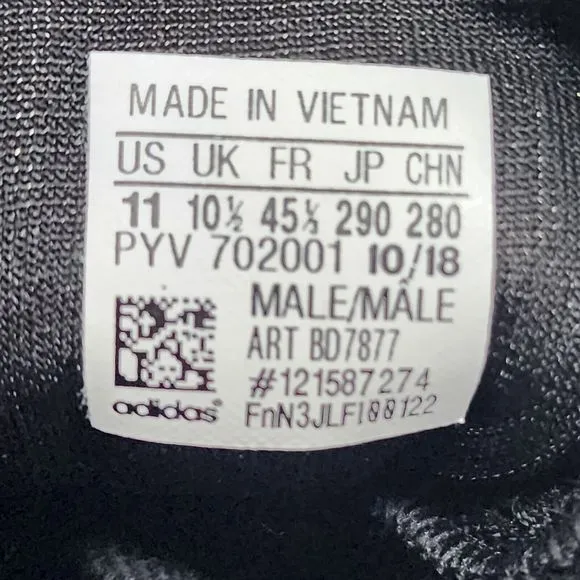 MADE IN VIETNAM
US UK FR JP CHN
11 10½ 45⅓ 290 280
PYV 702001 10/18
MALE/MÂLE
ART BD7877
#121587274
adidas® FnN3JLFI00122